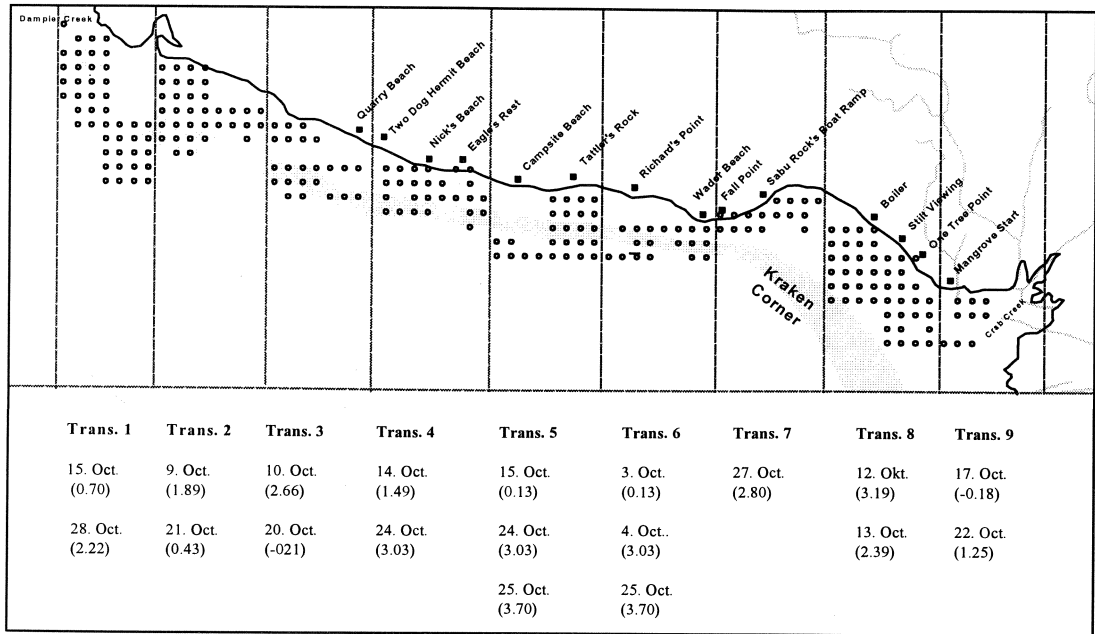 Dampier Creek
Quarry Beach
Two Dog Hermit Beach
Nick's Beach
Eagle's Rest
Campsite Beach
Tattler's Rock
Richard's Point
Wader Beach
Fall Point
Sabu Rock's Boat Ramp
Boiler
Stilt Viewing
One Tree Point
Mangrove Start
Crab Creek
Kraken
Corner
Trans. 1 Trans. 2 Trans. 3 Trans. 4 Trans. 5 Trans. 6 Trans. 7 Trans. 8 Trans. 9
15. Oct. 9. Oct. 10. Oct. 14. Oct. 15. Oct. 3. Oct. 27. Oct. 12. Okt. 17. Oct.
(0.70) (1.89) (2.66) (1.49) (0.13) (0.13) (2.80) (3.19) (-0.18)
28. Oct. 21. Oct. 20. Oct. 24. Oct. 24. Oct. 4. Oct.. 13. Oct. 22. Oct.
(2.22) (0.43) (-021) (3.03) (3.03) (3.03) (2.39) (1.25)
25. Oct. 25. Oct.
(3.70) (3.70)